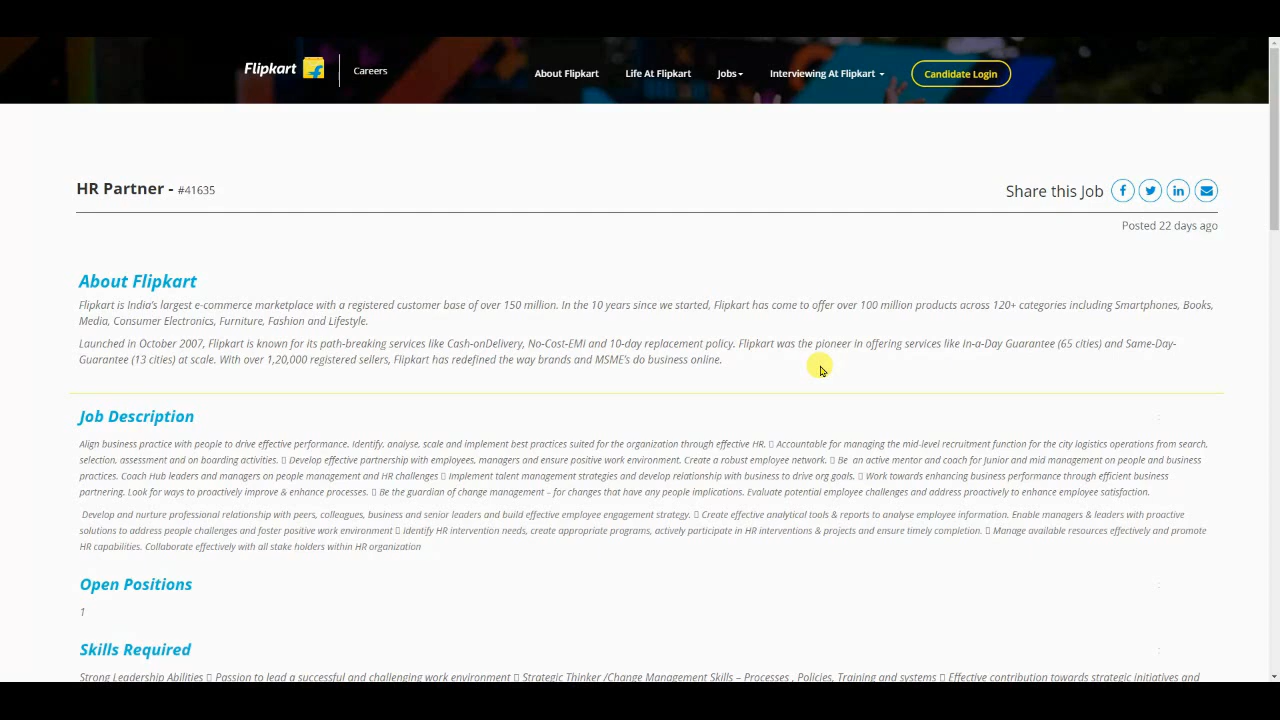 Flipkart Careers About Flipkart Life At Flipkart Jobs Interviewing At Flipkart Candidate Login
HR Partner - #41635 Share this Job
Posted 22 days ago
About Flipkart
Flipkart is India's largest e-commerce marketplace with a registered customer base of over 150 million. In the 10 years since we started, Flipkart has come to offer over 100 million products across 120+ categories including Smartphones, Books,
Media, Consumer Electronics, Furniture, Fashion and Lifestyle.
Launched in October 2007, Flipkart is known for its path-breaking services like Cash-onDelivery, No-Cost-EMI and 10-day replacement policy. Flipkart was the pioneer in offering services like In-a-Day Guarantee (65 cities) and Same-Day-
Guarantee (13 cities) at scale. With over 1,20,000 registered sellers, Flipkart has redefined the way brands and MSME's do business online.
Job Description
Align business practice with people to drive effective performance. Identify, analyse, scale and implement best practices suited for the organization through effective HR. Accountable for managing the mid-level recruitment function for the city logistics operations from search,
selection, assessment and on boarding activities. Develop effective partnership with employees, managers and ensure positive work environment. Create a robust employee network. Be an active mentor and coach for Junior and mid management on people and business
practices. Coach Hub leaders and managers on people management and HR challenges Implement talent management strategies and develop relationship with business to drive org goals. Work towards enhancing business performance through efficient business
partnering. Look for ways to proactively improve & enhance processes. Be the guardian of change management – for changes that have any people implications. Evaluate potential employee challenges and address proactively to enhance employee satisfaction.
Develop and nurture professional relationship with peers, colleagues, business and senior leaders and build effective employee engagement strategy. Create effective analytical tools & reports to analyse employee information. Enable managers & leaders with proactive
solutions to address people challenges and foster positive work environment Identify HR intervention needs, create appropriate programs, actively participate in HR interventions & projects and ensure timely completion. Manage available resources effectively and promote
HR capabilities. Collaborate effectively with all stake holders within HR organization
Open Positions
1
Skills Required
Strong Leadership Abilities Passion to lead a successful and challenging work environment Strategic Thinker /Change Management Skills – Processes , Policies, Training and systems Effective contribution towards strategic initiatives and